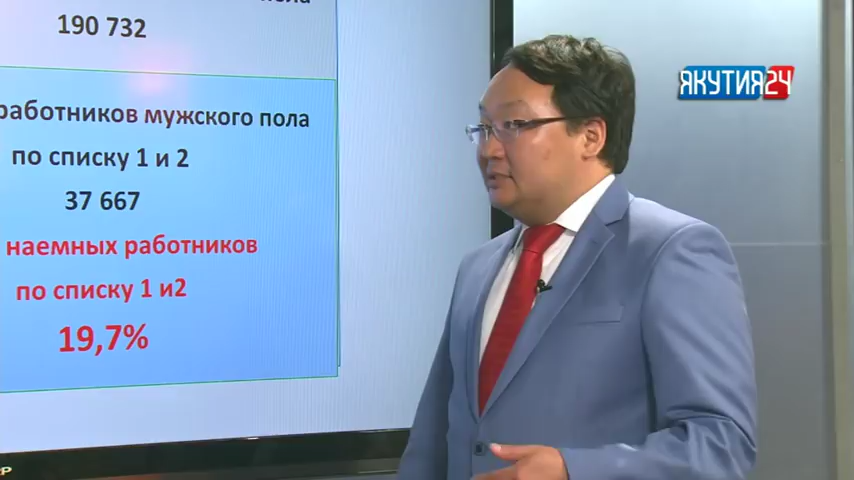 пола
190 732
работников мужского пола
по списку 1 и 2
37 667
наемных работников
по списку 1 и2
19,7%
ЯКУТИЯ24